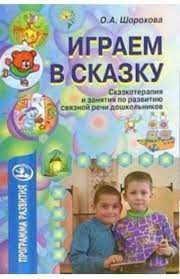 О.А. Шорохова
ИГРАЕМ
В СКАЗКУ
Сказкотерапия
и занятия по развитию
связной речи дошкольников
ПРОГРАММА РАЗВИТИЯ